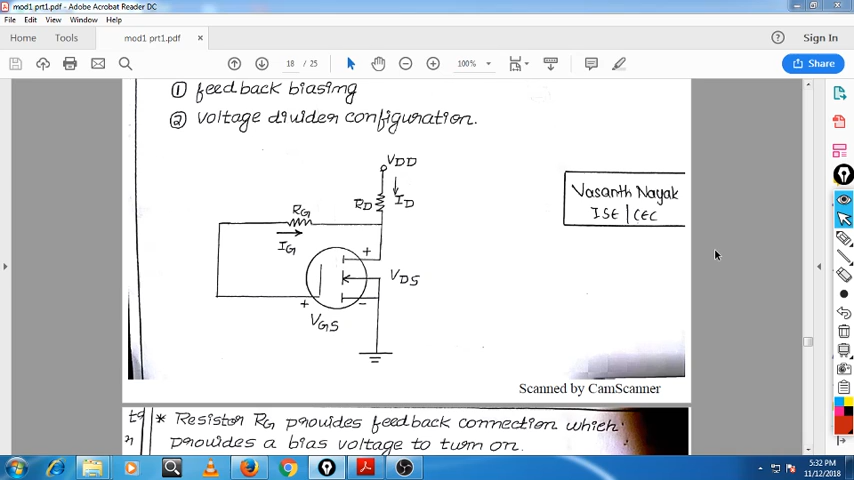 mod1 prt1.pdf - Adobe Acrobat Reader DC
File Edit View Window Help
Home Tools mod1 prt1.pdf × Sign In
18 / 25 100% Share
① feedback biasing
② voltage divider configuration.
VDD
RD ID
RG
IG
+
VDS
+ −
VGS
Vasanth Nayak
ISE | CEC
Scanned by CamScanner
* Resistor RG provides feedback connection which
provides a bias voltage to turn on.
5:32 PM
11/12/2018